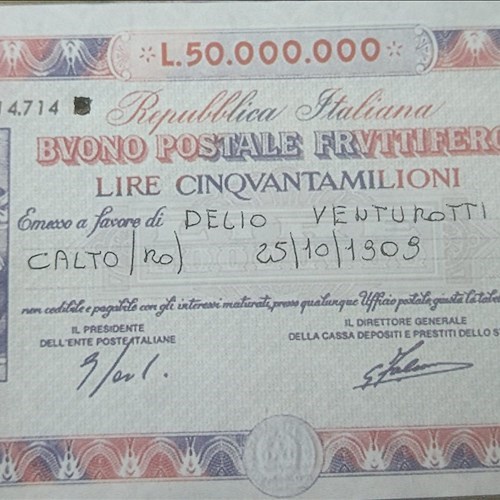 *L.50.000.000*
14.714
Repubblica Italiana
BVONO POSTALE FRVTTIFERO
LIRE CINQVANTAMILIONI
Emesso a favore di DELIO VENTUROTTI
CALTO (RO) 25/10/1909
non cedibile e pagabile con gli interessi maturati, presso qualunque Ufficio postale, giusta la tabe
IL PRESIDENTE
DELL'ENTE POSTE ITALIANE
IL DIRETTORE GENERALE
DELLA CASSA DEPOSITI E PRESTITI DELLO S